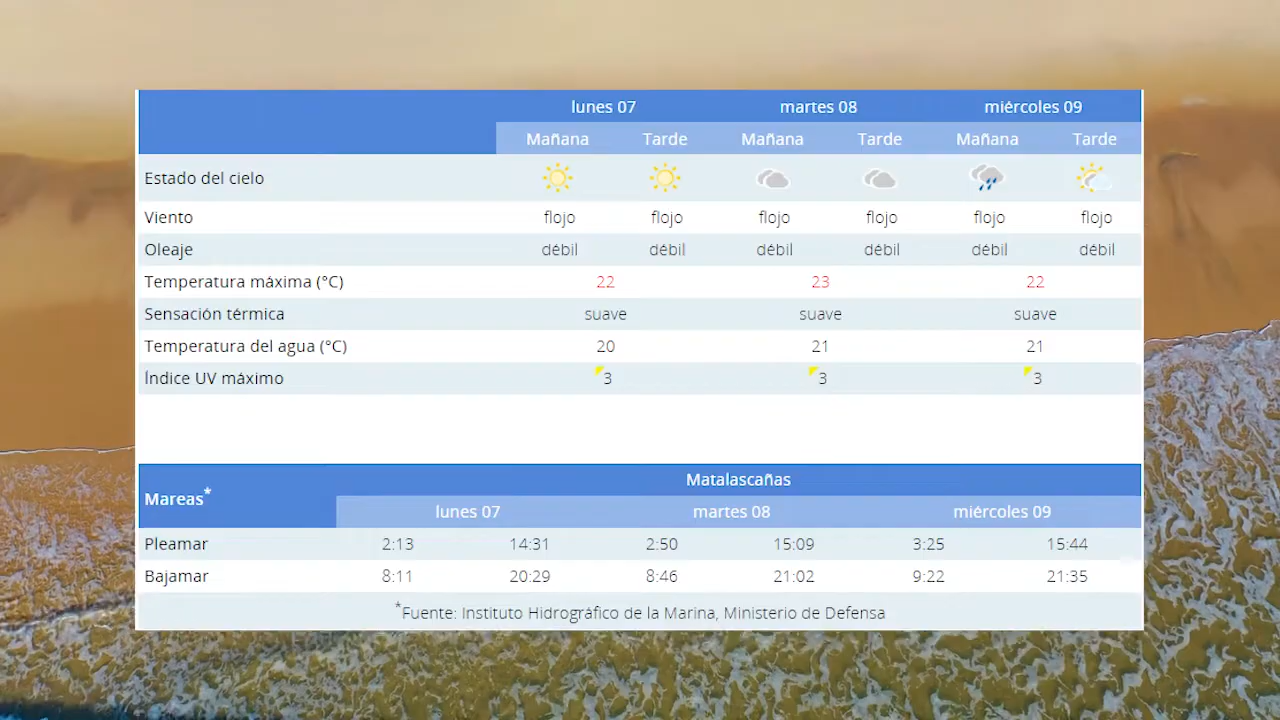 lunes 07 martes 08 miércoles 09
Mañana Tarde Mañana Tarde Mañana Tarde
Estado del cielo
Viento flojo flojo flojo flojo flojo flojo
Oleaje débil débil débil débil débil débil
Temperatura máxima (°C) 22 23 22
Sensación térmica suave suave suave
Temperatura del agua (°C) 20 21 21
Índice UV máximo 3 3 3
Matalascañas
Mareas*
lunes 07 martes 08 miércoles 09
Pleamar 2:13 14:31 2:50 15:09 3:25 15:44
Bajamar 8:11 20:29 8:46 21:02 9:22 21:35
*Fuente: Instituto Hidrográfico de la Marina, Ministerio de Defensa